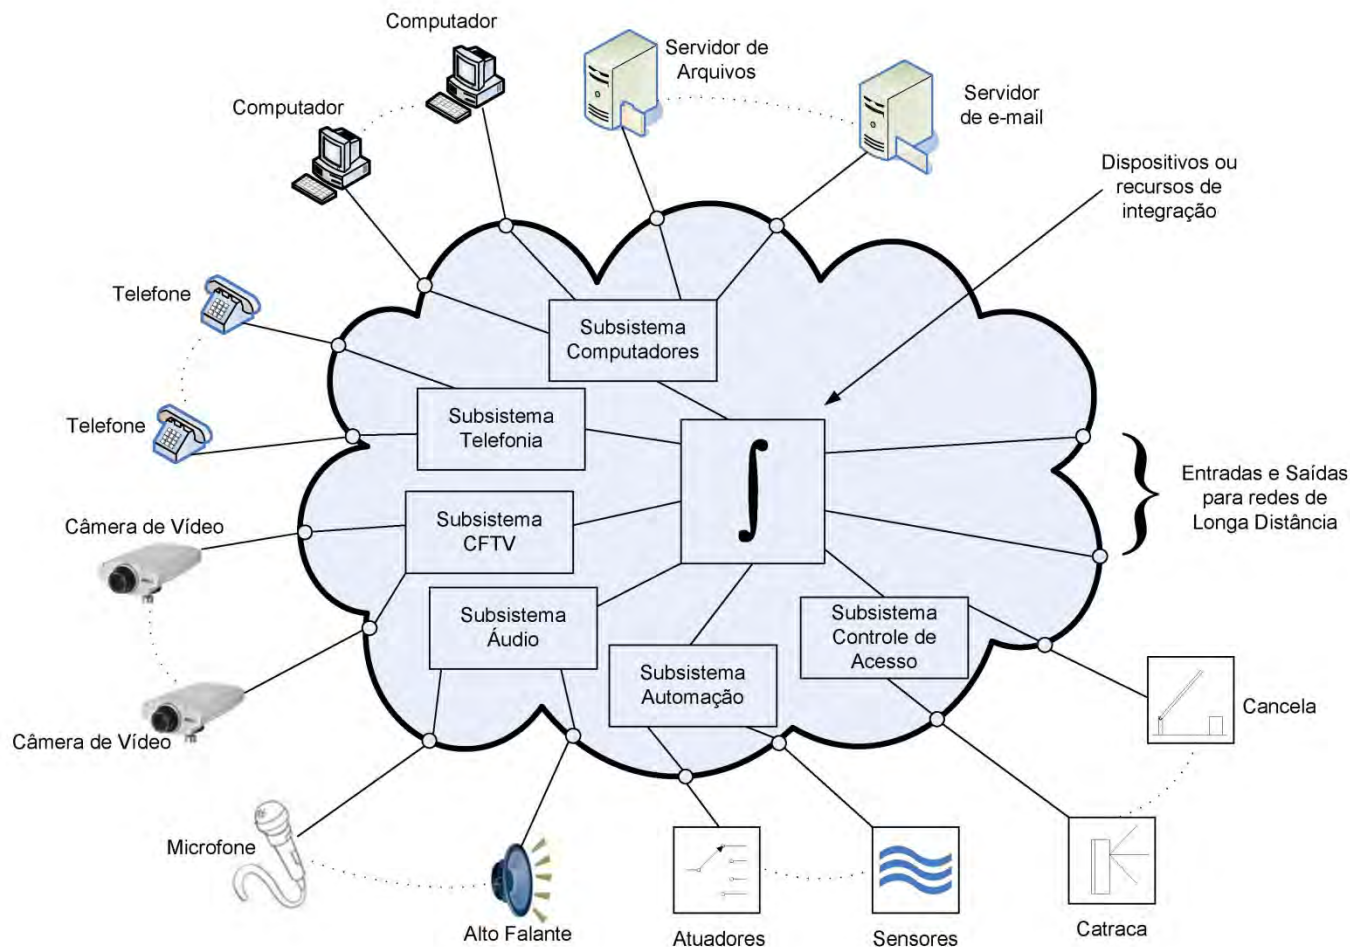 Computador
Servidor de
Arquivos
Computador
Servidor
de e-mail
Dispositivos ou
recursos de
integração
Telefone
Subsistema
Computadores
Subsistema
Telefonia
Telefone
∫
Entradas e Saídas
para redes de
Longa Distância
Câmera de Vídeo
Subsistema
CFTV
Subsistema
Áudio
Subsistema
Controle de
Acesso
Subsistema
Automação
Cancela
Câmera de Vídeo
Microfone
Alto Falante
Atuadores
Sensores
Catraca